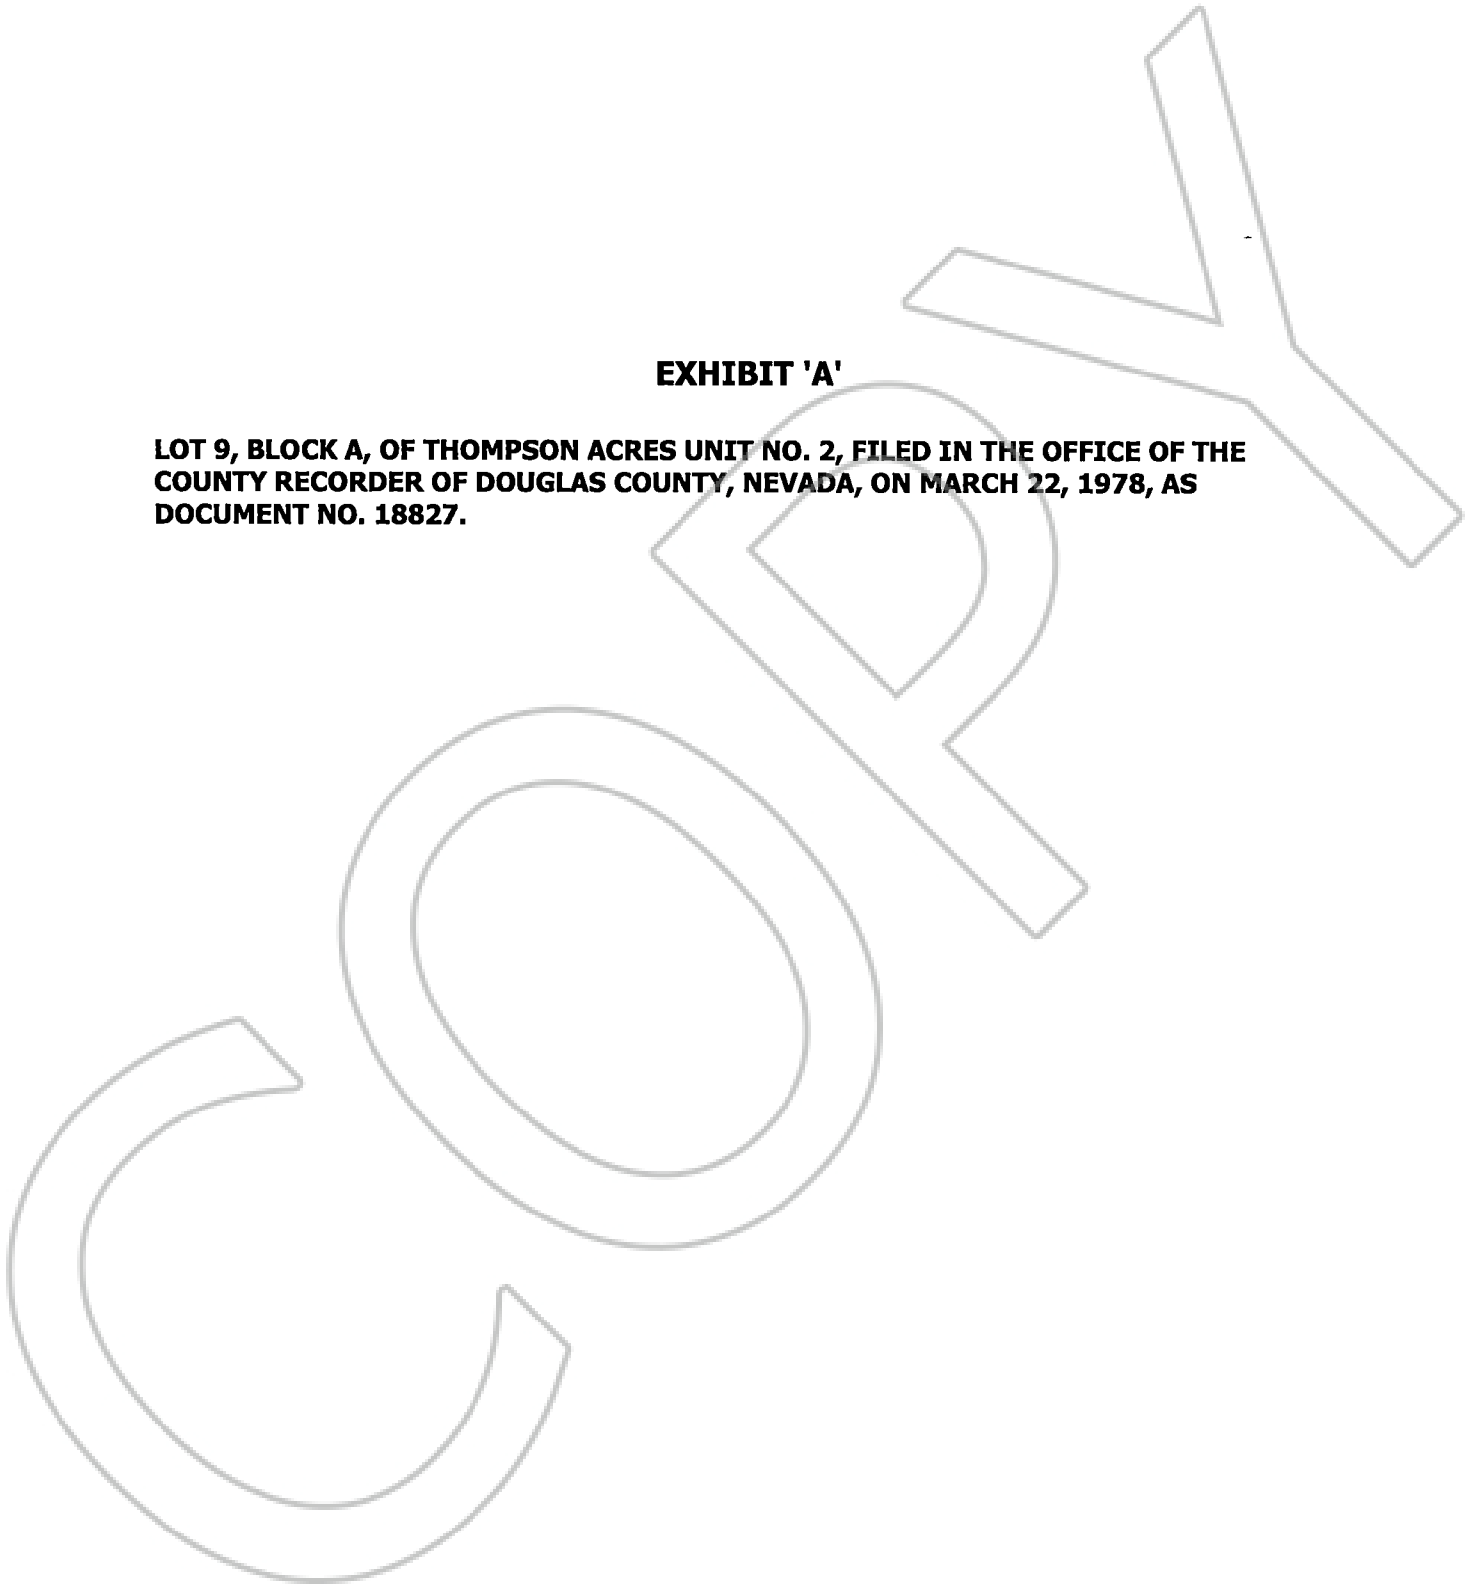 EXHIBIT 'A'
LOT 9, BLOCK A, OF THOMPSON ACRES UNIT NO. 2, FILED IN THE OFFICE OF THE
COUNTY RECORDER OF DOUGLAS COUNTY, NEVADA, ON MARCH 22, 1978, AS
DOCUMENT NO. 18827.
COPY